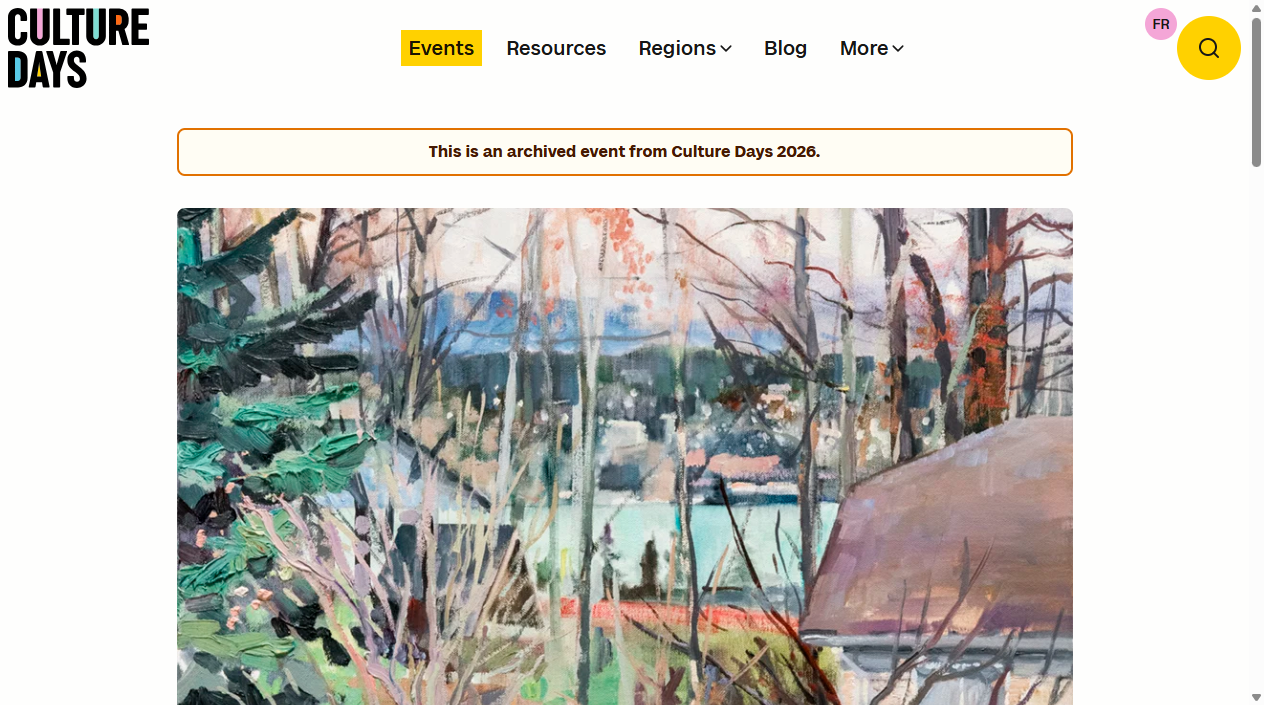 CULTURE
DAYS
Events
Resources
Regions
Blog
More
FR
This is an archived event from Culture Days 2026.